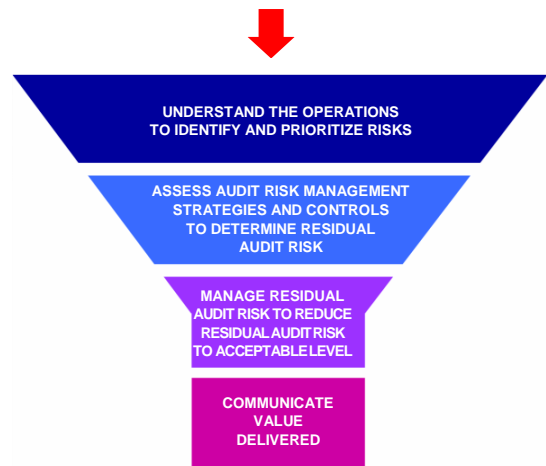 UNDERSTAND THE OPERATIONS
TO IDENTIFY AND PRIORITIZE RISKS
ASSESS AUDIT RISK MANAGEMENT
STRATEGIES AND CONTROLS
TO DETERMINE RESIDUAL
AUDIT RISK
MANAGE RESIDUAL
AUDIT RISK TO REDUCE
RESIDUAL AUDIT RISK
TO ACCEPTABLE LEVEL
COMMUNICATE
VALUE
DELIVERED